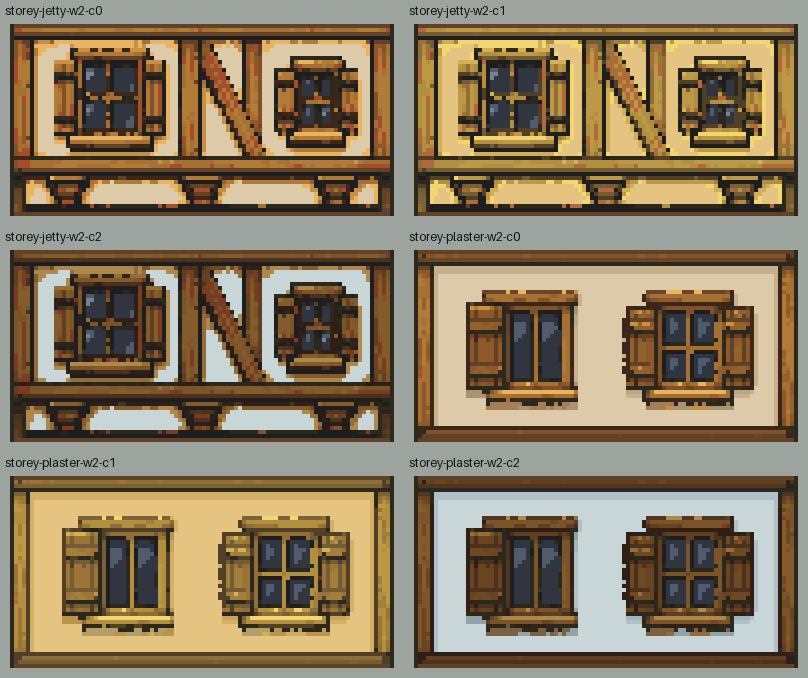 storey-jetty-w2-c0
storey-jetty-w2-c1
storey-jetty-w2-c2
storey-plaster-w2-c0
storey-plaster-w2-c1
storey-plaster-w2-c2